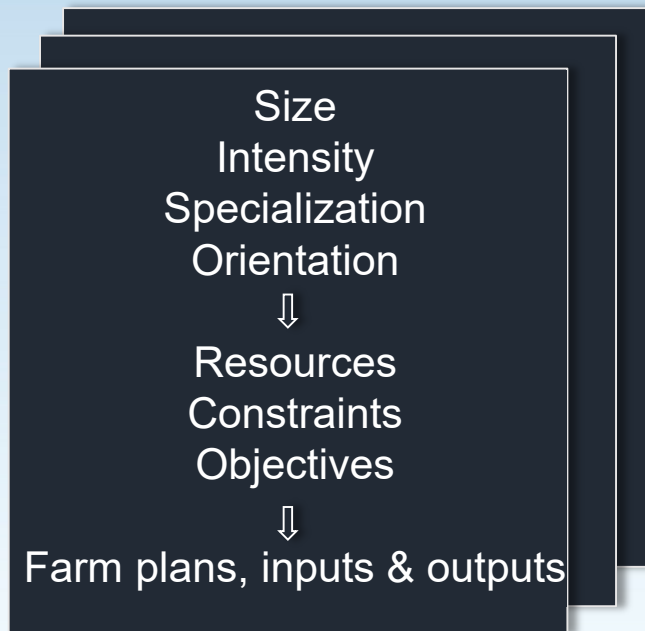 Size
Intensity
Specialization
Orientation
⇩
Resources
Constraints
Objectives
⇩
Farm plans, inputs & outputs